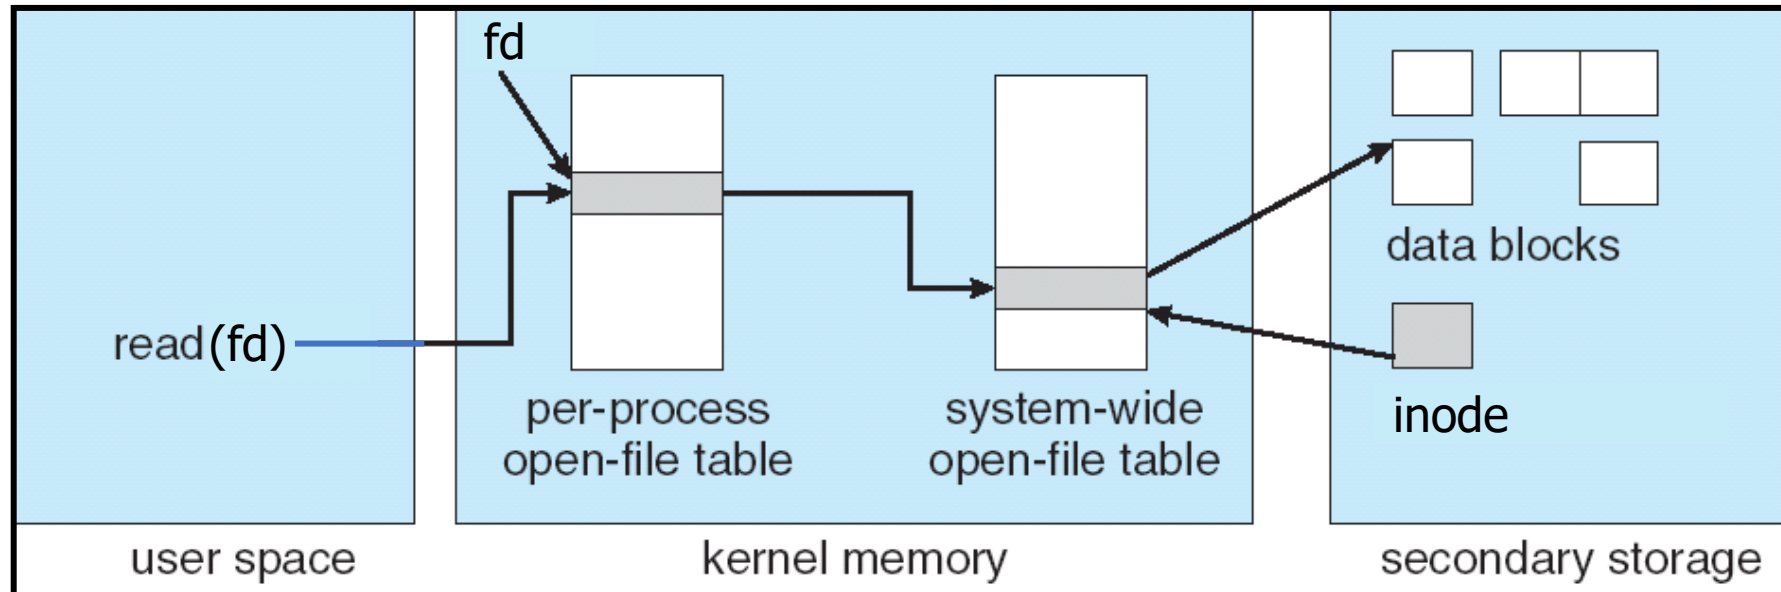 fd
read(fd)
per-process
open-file table
system-wide
open-file table
data blocks
inode
user space
kernel memory
secondary storage